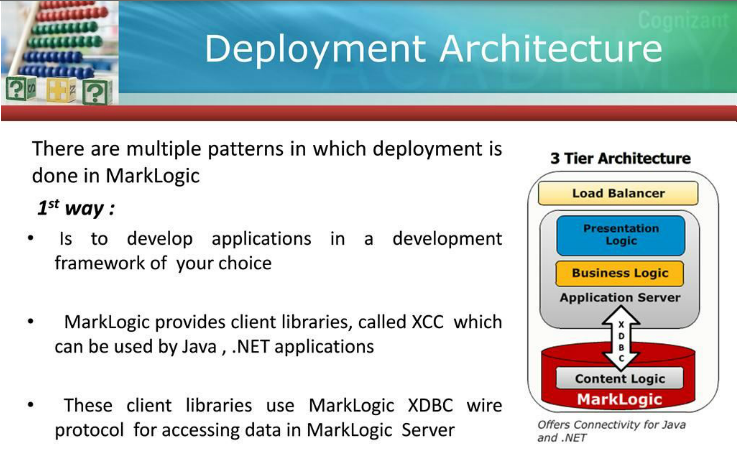 Cognizant
Deployment Architecture
There are multiple patterns in which deployment is
done in MarkLogic
1st way :
• Is to develop applications in a development
framework of your choice
• MarkLogic provides client libraries, called XCC which
can be used by Java , .NET applications
• These client libraries use MarkLogic XDBC wire
protocol for accessing data in MarkLogic Server
3 Tier Architecture
Load Balancer
Presentation
Logic
Business Logic
Application Server
X
D
B
C
Content Logic
MarkLogic
Offers Connectivity for Java
and .NET